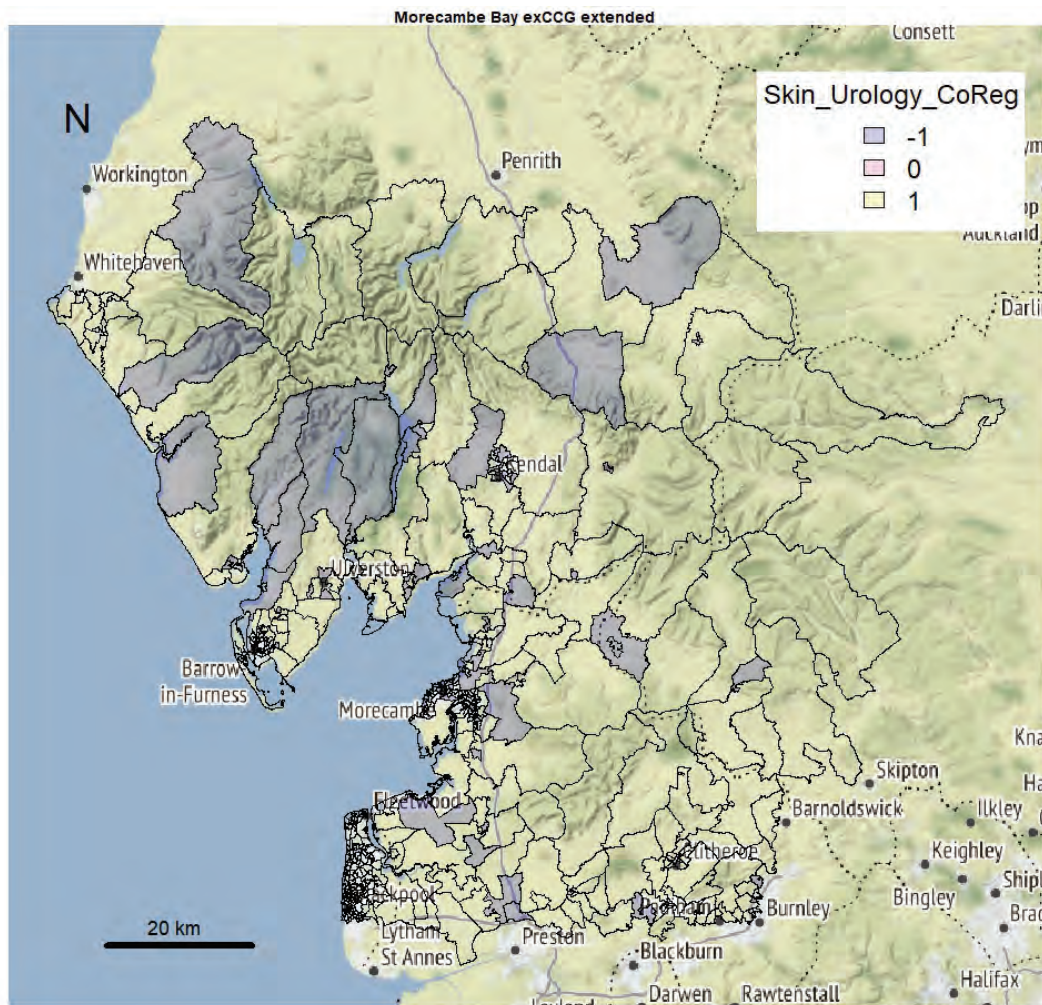 Morecambe Bay exCCG extended
Consett
Skin_Urology_CoReg
-1
0
1
N
Penrith
Workington
Auckland
Whitehaven
Kendal
Ulverston
Barrow
in-Furness
Morecambe
Skipton
Fleetwood
Barnoldswick
Ilkley
Clitheroe
Keighley
Bingley
Padiham
Burnley
20 km
Lytham
St Annes
Preston
Blackburn
Halifax
Darwen
Rawtenstall